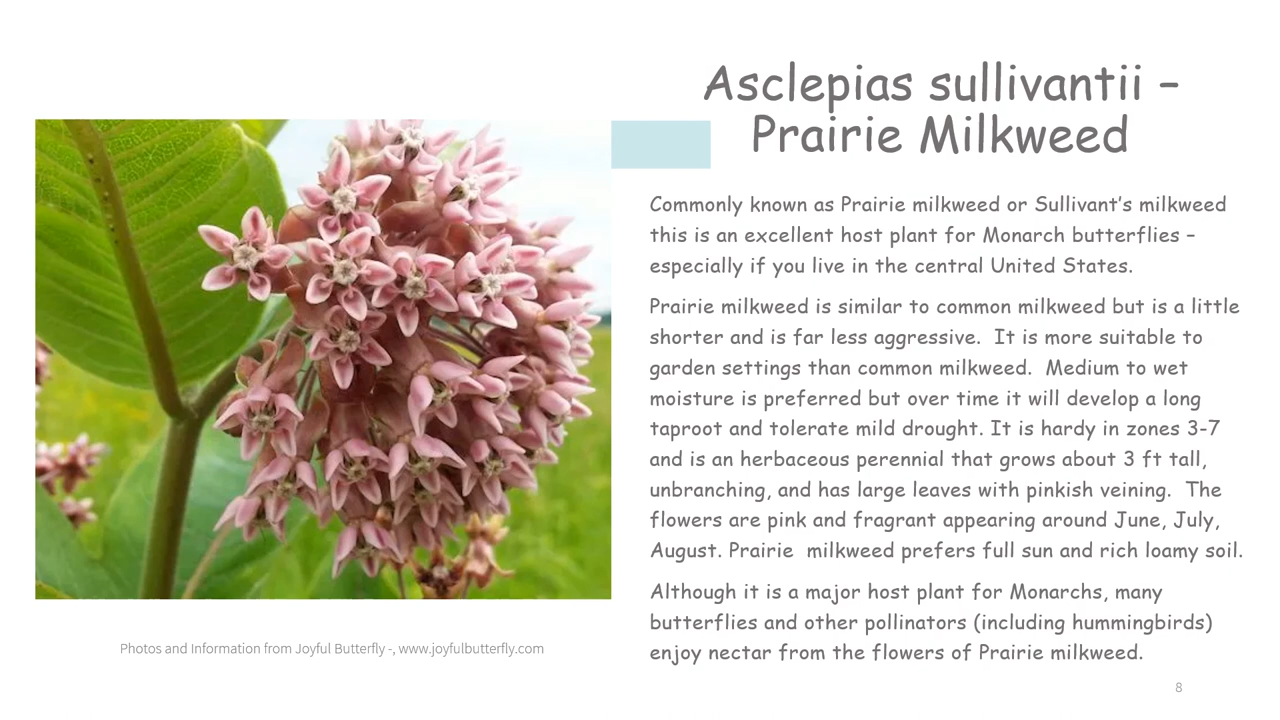 Asclepias sullivantii –
Prairie Milkweed
Commonly known as Prairie milkweed or Sullivant’s milkweed
this is an excellent host plant for Monarch butterflies –
especially if you live in the central United States.
Prairie milkweed is similar to common milkweed but is a little
shorter and is far less aggressive.  It is more suitable to
garden settings than common milkweed.  Medium to wet
moisture is preferred but over time it will develop a long
taproot and tolerate mild drought. It is hardy in zones 3-7
and is an herbaceous perennial that grows about 3 ft tall,
unbranching, and has large leaves with pinkish veining.  The
flowers are pink and fragrant appearing around June, July,
August. Prairie  milkweed prefers full sun and rich loamy soil.
Although it is a major host plant for Monarchs, many
butterflies and other pollinators (including hummingbirds)
enjoy nectar from the flowers of Prairie milkweed.
Photos and Information from Joyful Butterfly -, www.joyfulbutterfly.com
8